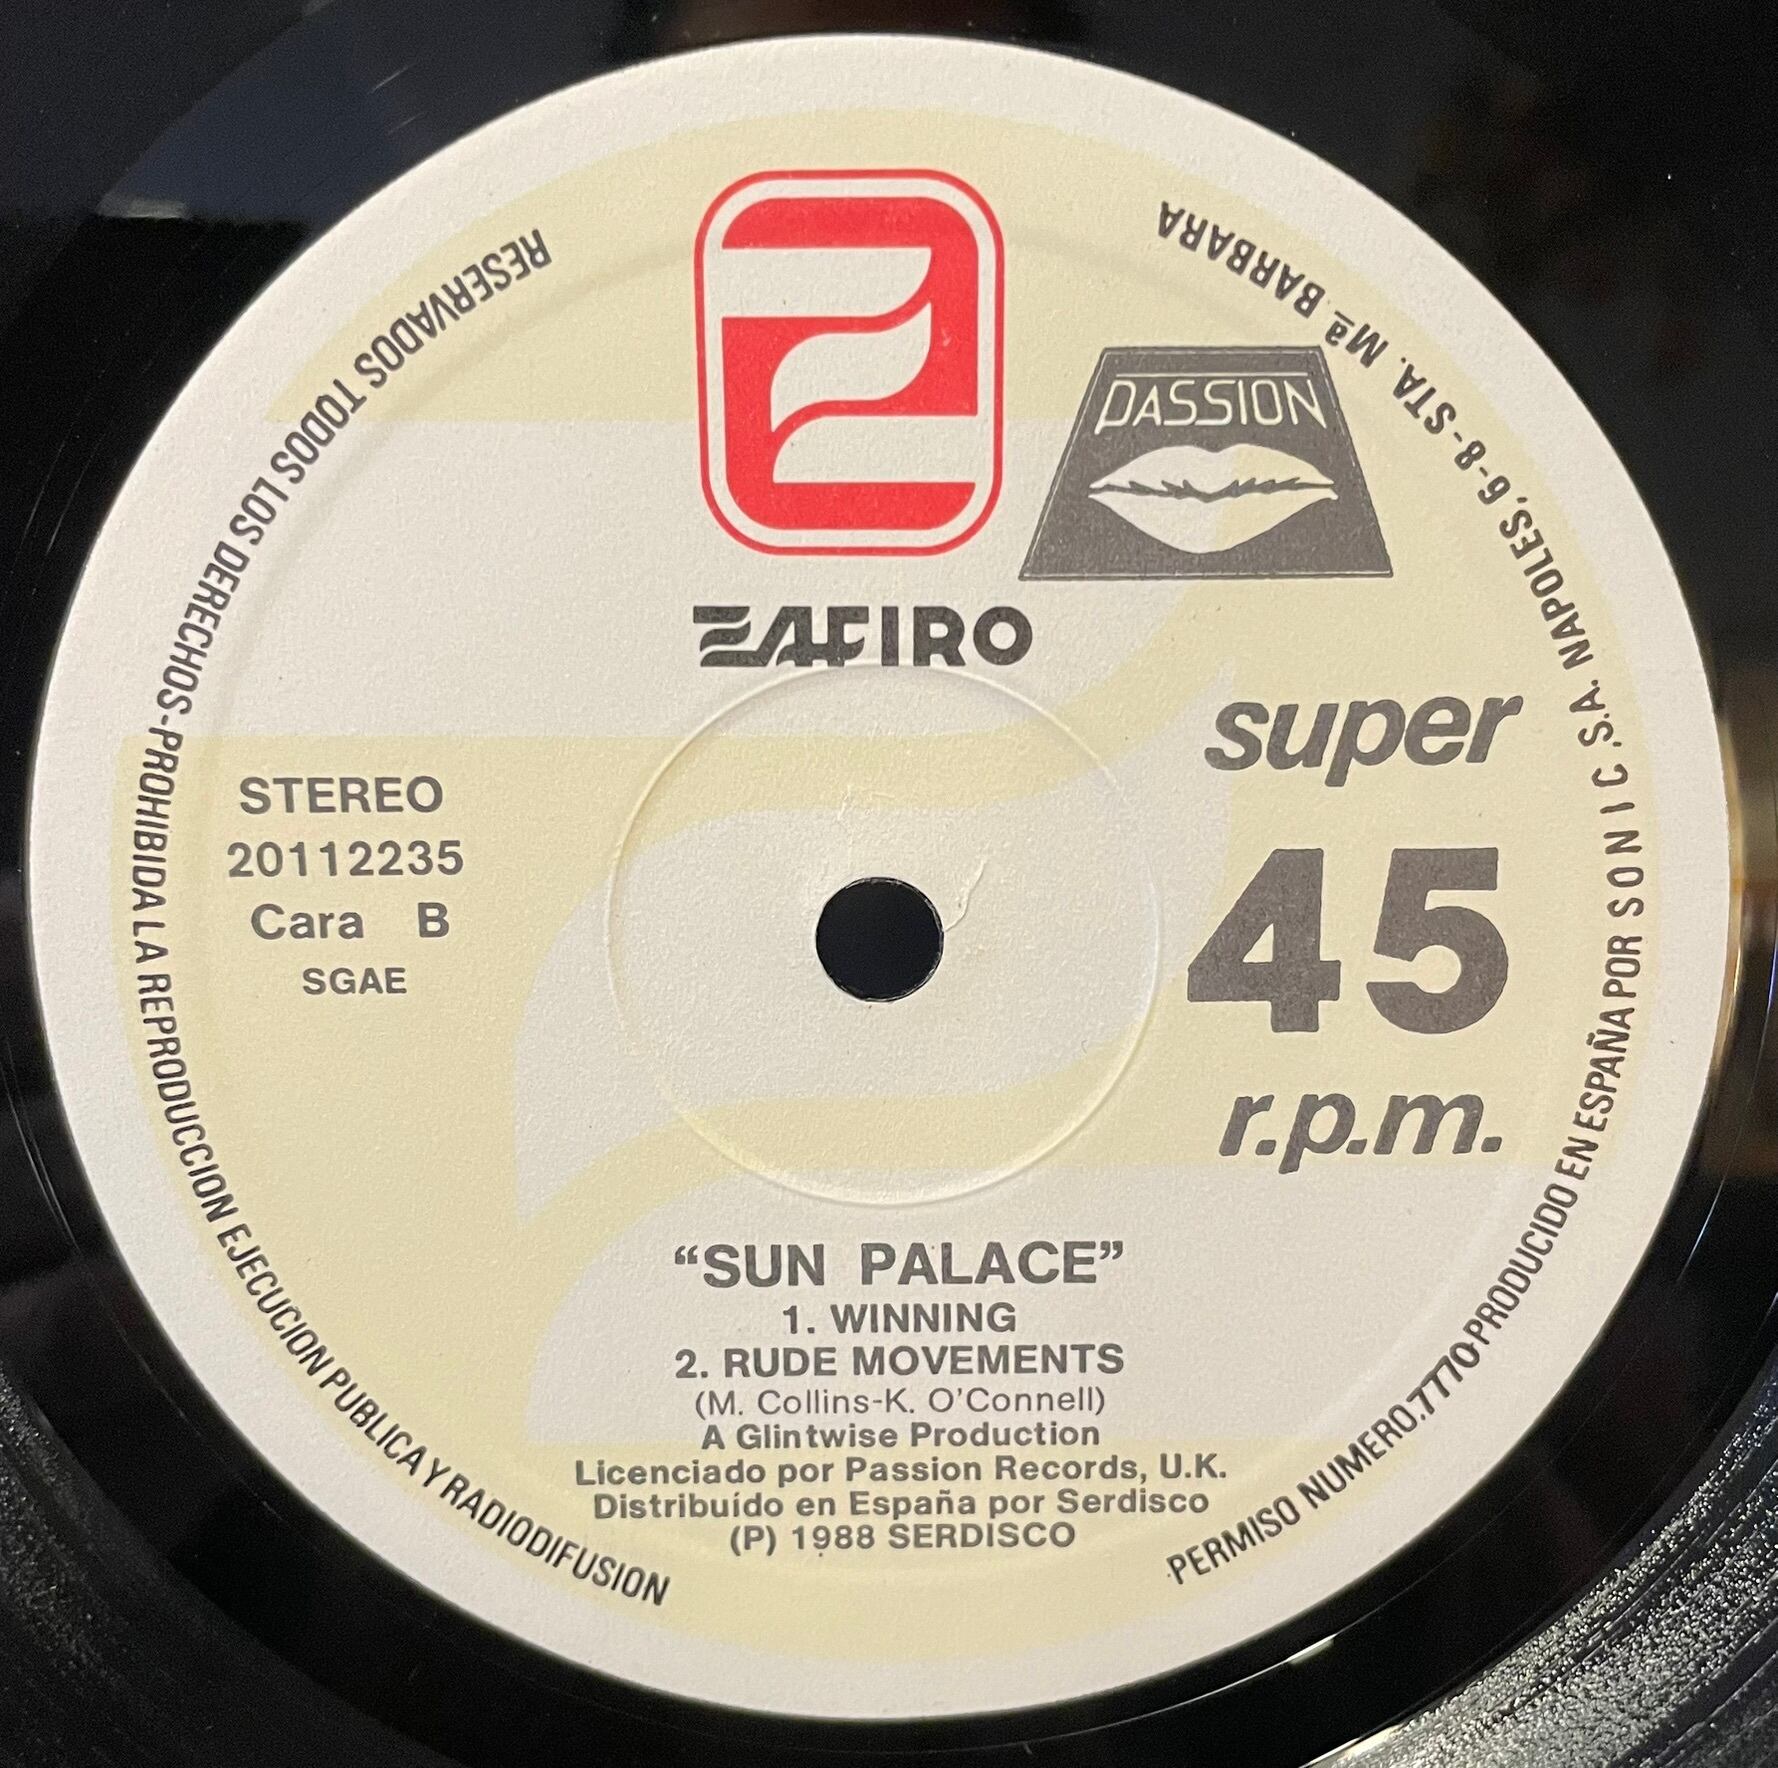 PASSION
ZAFIRO
super
45
r.p.m.
STEREO
20112235
Cara B
SGAE
“SUN PALACE”
1. WINNING
2. RUDE MOVEMENTS
(M. Collins-K. O’Connell)
A Glintwise Production
Licenciado por Passion Records, U.K.
Distribuído en España por Serdisco
(P) 1988 SERDISCO
RESERVADOS TODOS LOS DERECHOS-PROHIBIDA LA REPRODUCCION EJECUCION PUBLICA Y RADIODIFUSION
PERMISO NUMERO.7770-PRODUCIDO EN ESPAÑA POR SONIC S.A. NAPOLES, 6-8-STA. Mª BARBARA